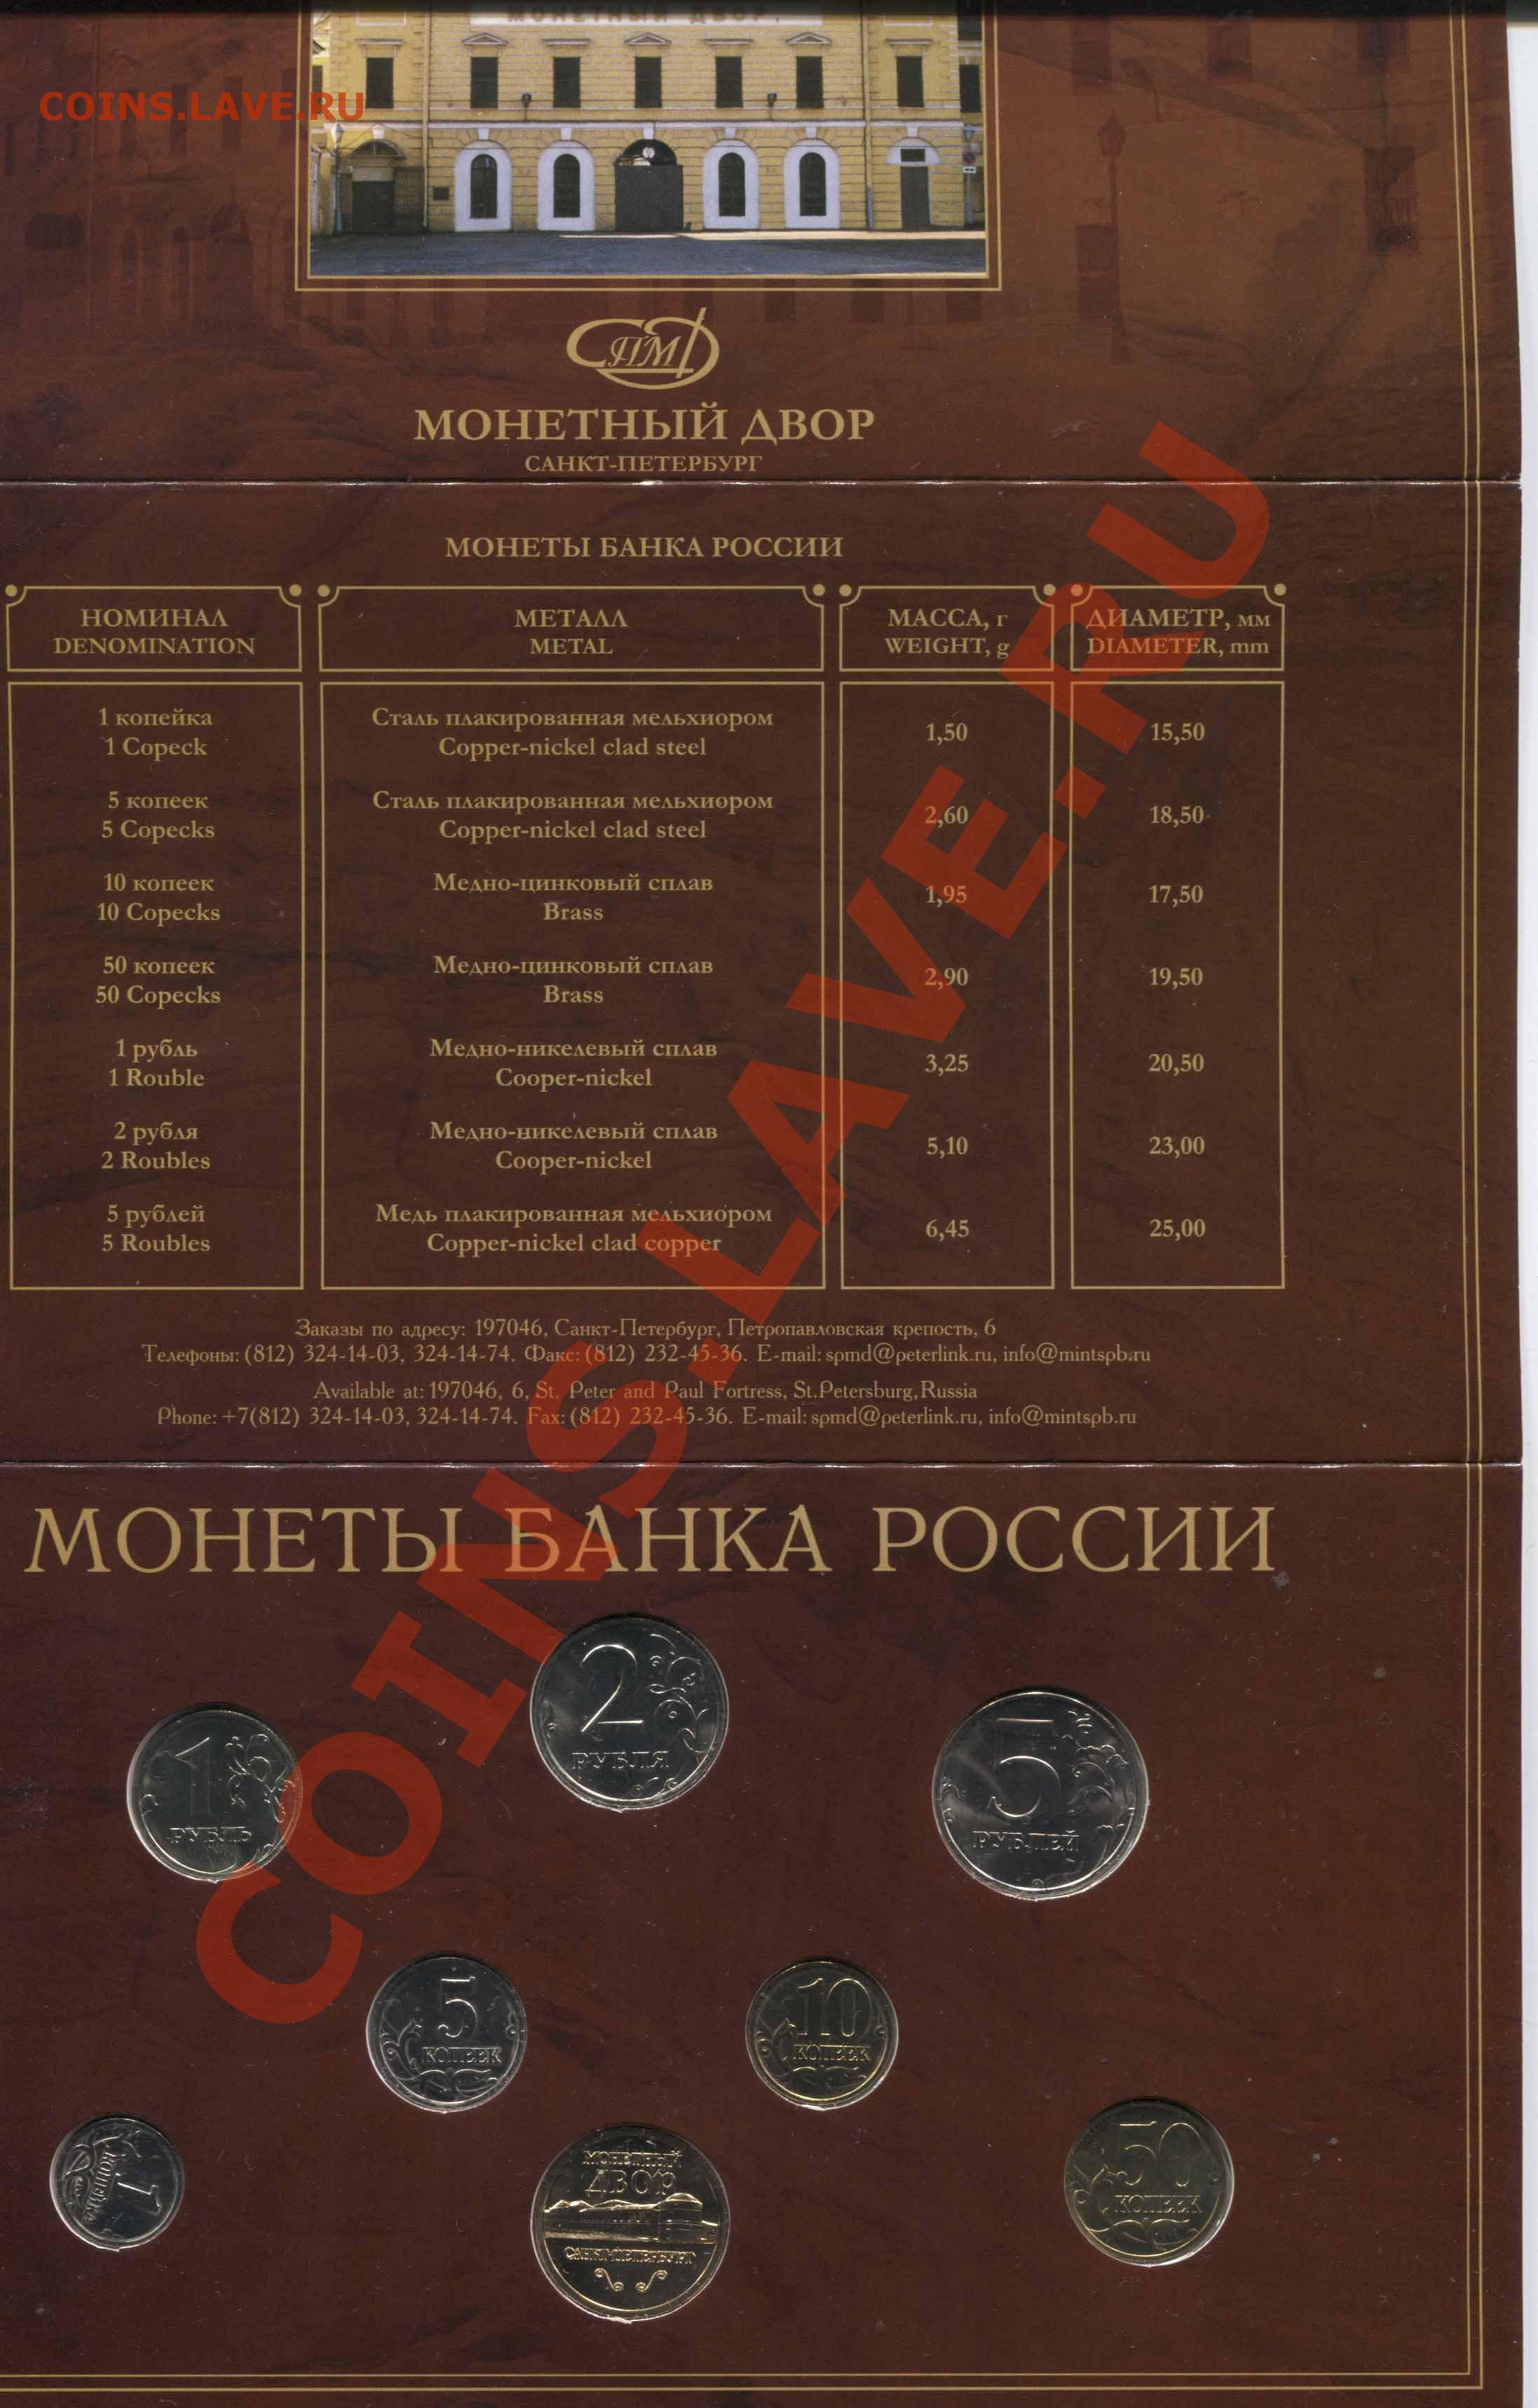 МОНЕТНЫЙ ДВОР.
COINS.LAVE.RU
СПМД
МОНЕТНЫЙ ДВОР
САНКТ-ПЕТЕРБУРГ
МОНЕТЫ БАНКА РОССИИ
НОМИНАЛ МЕТАЛЛ МАССА, г ДИАМЕТР, мм
DENOMINATION METAL WEIGHT, g DIAMETER, mm
1 копейка Сталь плакированная мельхиором 1,50 15,50
1 Copeck Copper-nickel clad steel
5 копеек Сталь плакированная мельхиором 2,60 18,50
5 Copecks Copper-nickel clad steel
10 копеек Медно-цинковый сплав 1,95 17,50
10 Copecks Brass
50 копеек Медно-цинковый сплав 2,90 19,50
50 Copecks Brass
1 рубль Медно-никелевый сплав 3,25 20,50
1 Rouble Cooper-nickel
2 рубля Медно-никелевый сплав 5,10 23,00
2 Roubles Cooper-nickel
5 рублей Медь плакированная мельхиором 6,45 25,00
5 Roubles Copper-nickel clad copper
Заказы по адресу: 197046, Санкт-Петербург, Петропавловская крепость, 6
Телефоны: (812) 324-14-03, 324-14-74. Факс: (812) 232-45-36. E-mail: spmd@peterlink.ru, info@mintspb.ru
Available at: 197046, 6, St. Peter and Paul Fortress, St.Petersburg, Russia
Phone: +7(812) 324-14-03, 324-14-74. Fax: (812) 232-45-36. E-mail: spmd@peterlink.ru, info@mintspb.ru
COINS.LAVE.RU
МОНЕТЫ БАНКА РОССИИ
2
РУБЛЯ
1
РУБЛЬ
5
РУБЛЕЙ
5
КОПЕЕК
10
КОПЕЕК
1
КОПЕЙКА
МОНЕТНЫЙ
ДВОР
САНКТ-ПЕТЕРБУРГ
50
КОПЕЕК